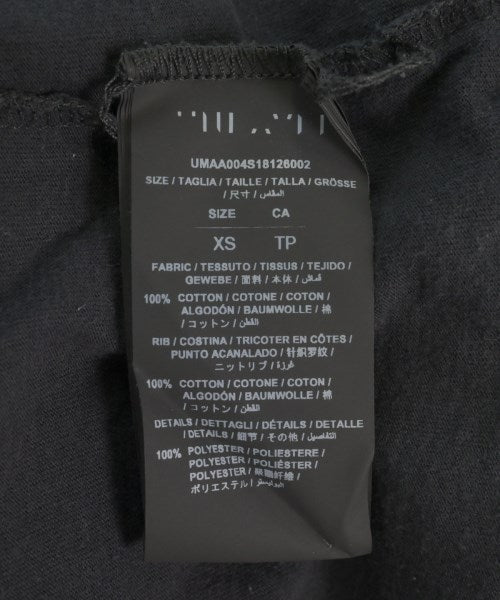 UMAA004S18126002
SIZE / TAGLIA / TAILLE / TALLA / GRÖSSE
/ 尺寸 / المقاس
SIZE CA
XS TP
FABRIC / TESSUTO / TISSUS / TEJIDO /
GEWEBE / 面料 / 本体 / قماش
100% COTTON / COTONE / COTON /
ALGODÓN / BAUMWOLLE / 棉
/ コットン / القطن
RIB / COSTINA / TRICOTER EN CÔTES /
PUNTO ACANALADO / 针织罗纹 /
ニットリブ / غرزة
100% COTTON / COTONE / COTON /
ALGODÓN / BAUMWOLLE / 棉
/ コットン / القطن
DETAILS / DETTAGLI / DÉTAILS / DETALLE
/ DETAILS / 细节 / その他 / التفاصيل
100% POLYESTER / POLIESTERE /
POLYESTER / POLIÉSTER /
POLYESTER / 聚酯纤维 /
ポリエステル / البوليستر